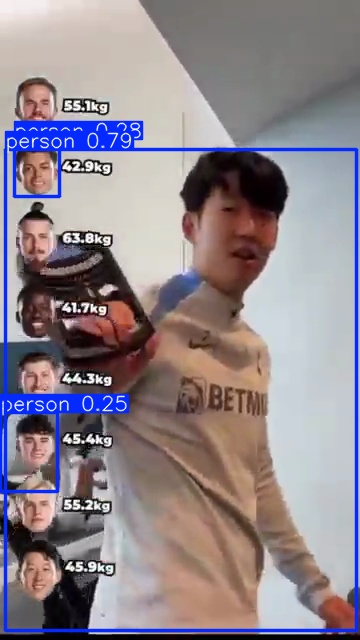 55.1kg
person 0.28
person 0.79
42.9kg
63.8kg
41.7kg
44.3kg
BETMG
person 0.25
45.4kg
55.2kg
45.9kg